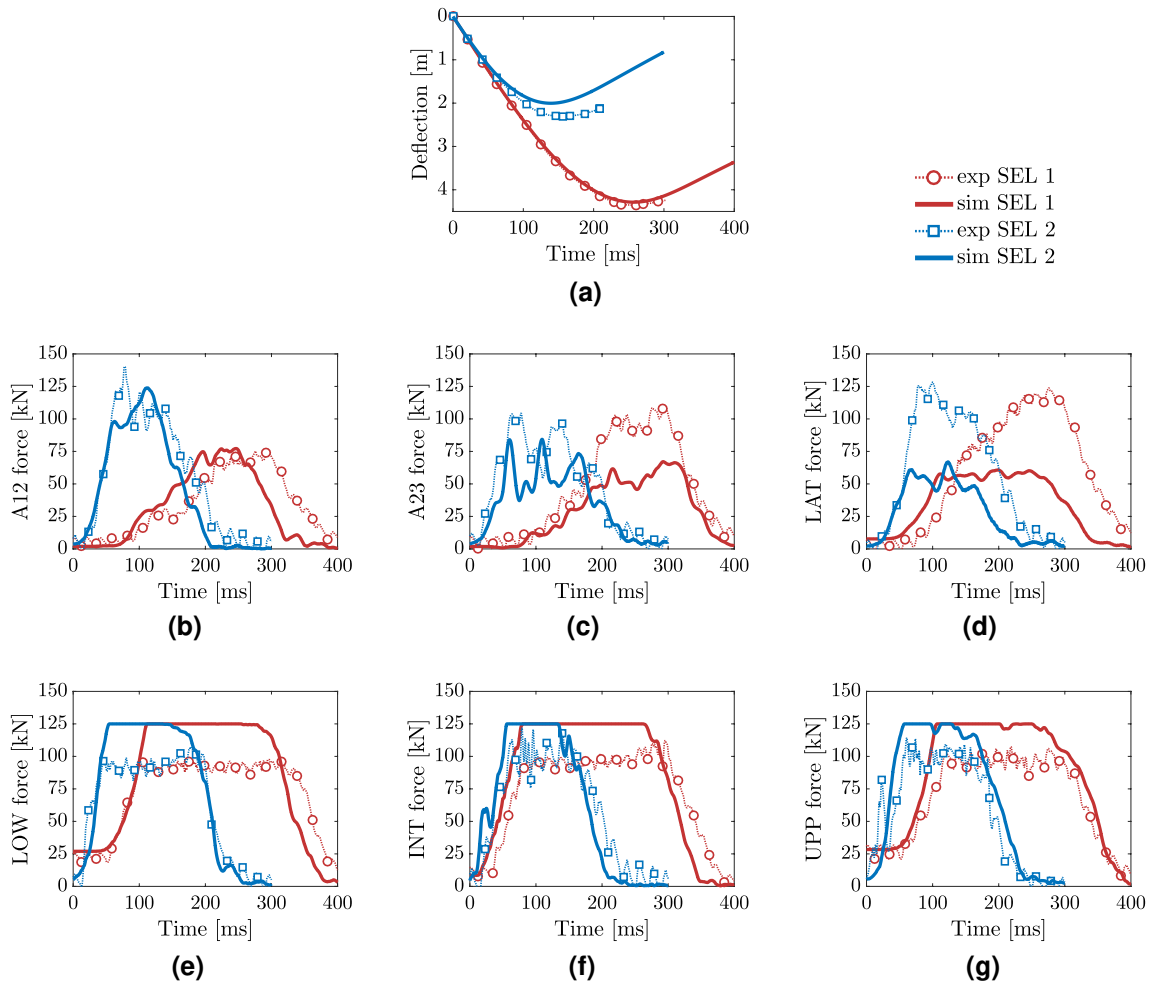 0
1
2
3
4
Deflection [m]
0 100 200 300 400
Time [ms]
(a)
exp SEL 1
sim SEL 1
exp SEL 2
sim SEL 2
150
125
100
75
50
25
0
A12 force [kN]
0 100 200 300 400
Time [ms]
(b)
150
125
100
75
50
25
0
A23 force [kN]
0 100 200 300 400
Time [ms]
(c)
150
125
100
75
50
25
0
LAT force [kN]
0 100 200 300 400
Time [ms]
(d)
150
125
100
75
50
25
0
LOW force [kN]
0 100 200 300 400
Time [ms]
(e)
150
125
100
75
50
25
0
INT force [kN]
0 100 200 300 400
Time [ms]
(f)
150
125
100
75
50
25
0
UPP force [kN]
0 100 200 300 400
Time [ms]
(g)